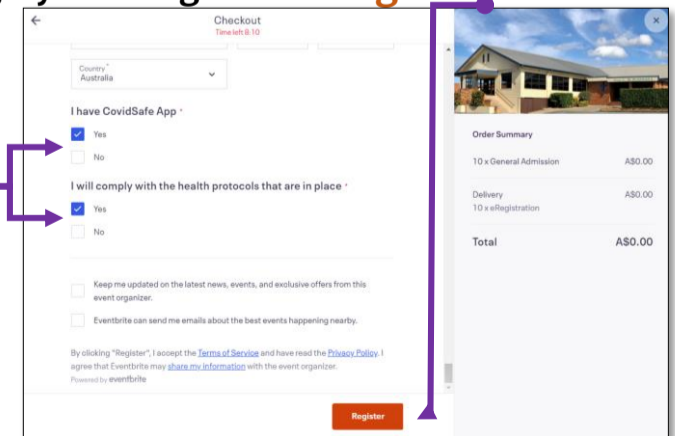 Checkout
Time left 8:10
Country *
Australia
I have CovidSafe App *
Yes
No
I will comply with the health protocols that are in place *
Yes
No
Keep me updated on the latest news, events, and exclusive offers from this
event organizer.
Eventbrite can send me emails about the best events happening nearby.
By clicking "Register", I accept the Terms of Service and have read the Privacy Policy. I
agree that Eventbrite may share my information with the event organizer.
Powered by eventbrite
Register
Order Summary
10 x General Admission A$0.00
Delivery A$0.00
10 x eRegistration
Total A$0.00